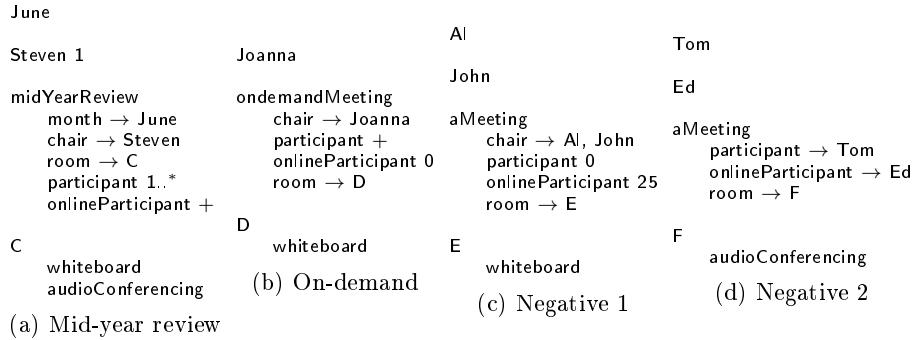 June
Steven 1
midYearReview
month → June
chair → Steven
room → C
participant 1..*
onlineParticipant +
C
whiteboard
audioConferencing
(a) Mid-year review
Joanna
ondemandMeeting
chair → Joanna
participant +
onlineParticipant 0
room → D
D
whiteboard
(b) On-demand
Al
John
aMeeting
chair → Al, John
participant 0
onlineParticipant 25
room → E
E
whiteboard
(c) Negative 1
Tom
Ed
aMeeting
participant → Tom
onlineParticipant → Ed
room → F
F
audioConferencing
(d) Negative 2